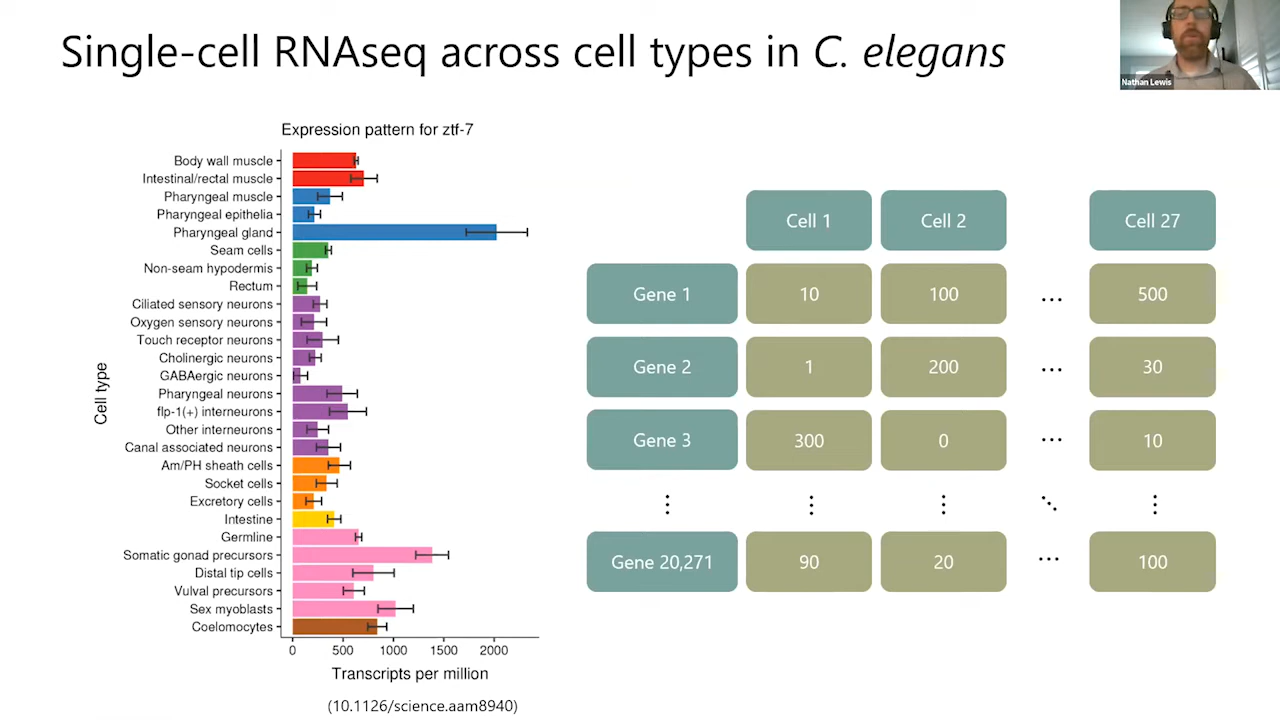 Single-cell RNAseq across cell types in C. elegans
Nathan Lewis
Expression pattern for ztf-7
Cell type
Body wall muscle
Intestinal/rectal muscle
Pharyngeal muscle
Pharyngeal epithelia
Pharyngeal gland
Seam cells
Non-seam hypodermis
Rectum
Ciliated sensory neurons
Oxygen sensory neurons
Touch receptor neurons
Cholinergic neurons
GABAergic neurons
Pharyngeal neurons
flp-1(+) interneurons
Other interneurons
Canal associated neurons
Am/PH sheath cells
Socket cells
Excretory cells
Intestine
Germline
Somatic gonad precursors
Distal tip cells
Vulval precursors
Sex myoblasts
Coelomocytes
0 500 1000 1500 2000
Transcripts per million
(10.1126/science.aam8940)
Cell 1 Cell 2 Cell 27
Gene 1 10 100 ... 500
Gene 2 1 200 ... 30
Gene 3 300 0 ... 10
⋮ ⋮ ⋮ ⋱ ⋮
Gene 20,271 90 20 ... 100